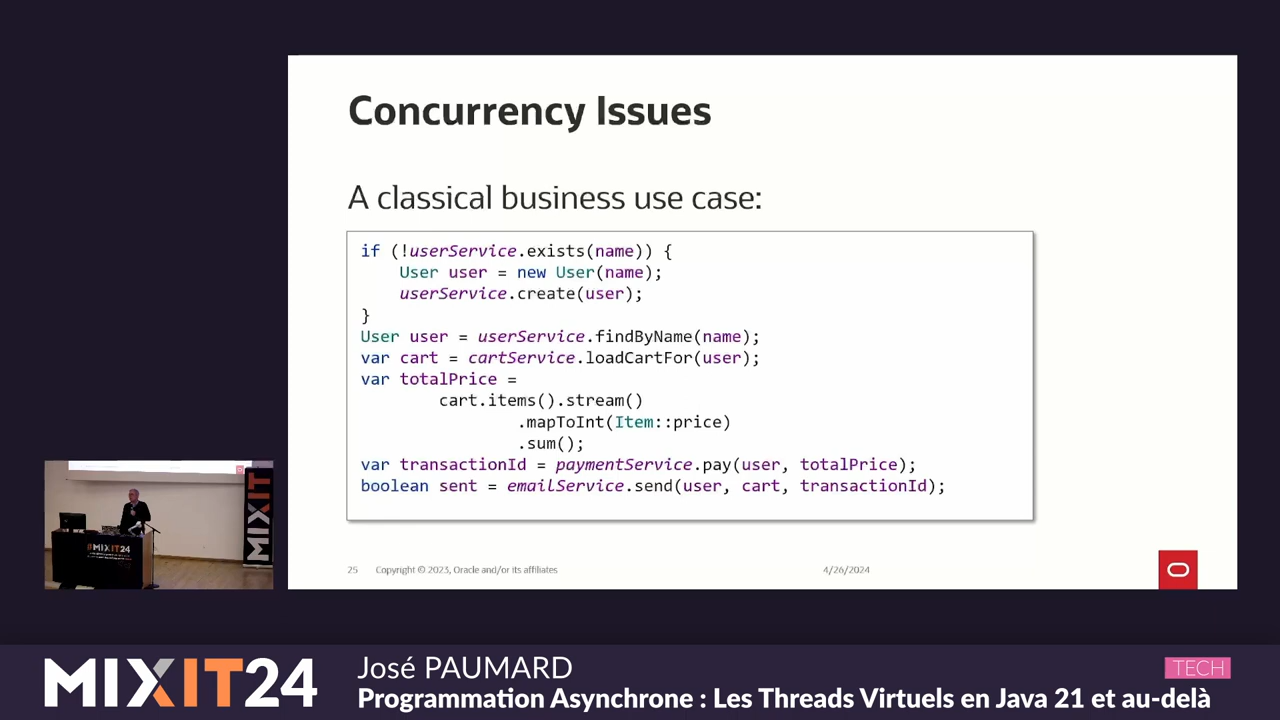 Concurrency Issues
A classical business use case:
if (!userService.exists(name)) {
    User user = new User(name);
    userService.create(user);
}
User user = userService.findByName(name);
var cart = cartService.loadCartFor(user);
var totalPrice =
        cart.items().stream()
                .mapToInt(Item::price)
                .sum();
var transactionId = paymentService.pay(user, totalPrice);
boolean sent = emailService.send(user, cart, transactionId);
25 Copyright © 2023, Oracle and/or its affiliates 4/26/2024
MIXIT
#MIXIT24
MIXIT24
José PAUMARD
TECH
Programmation Asynchrone : Les Threads Virtuels en Java 21 et au-delà